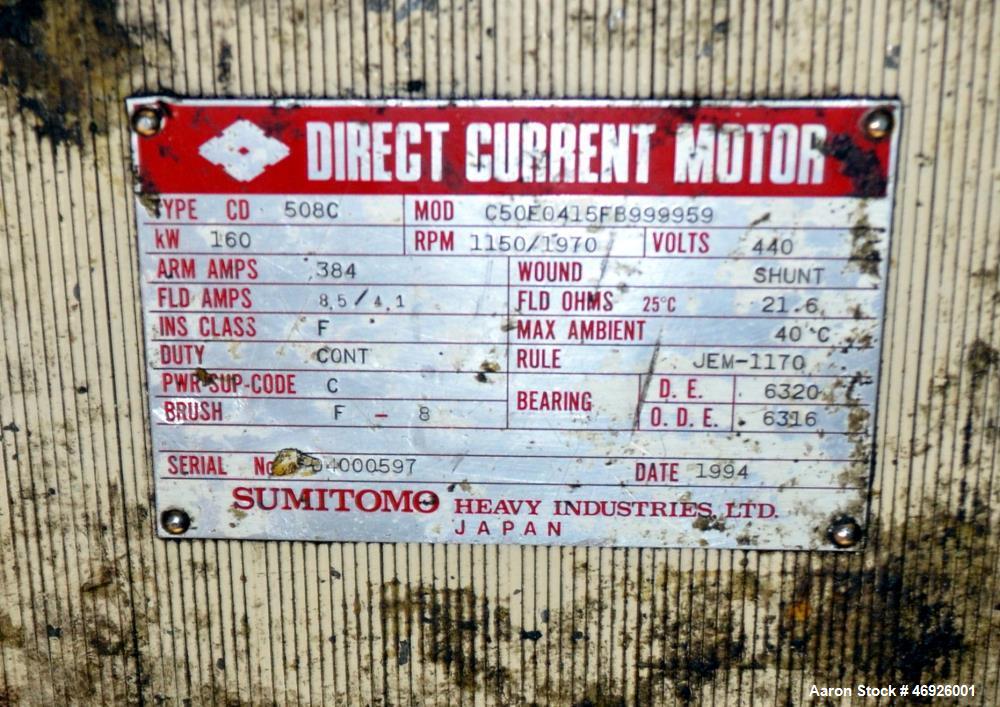 DIRECT CURRENT MOTOR
TYPE CD 508C MOD C50E0415FB999959
kW 160 RPM 1150/1970 VOLTS 440
ARM AMPS 384 WOUND SHUNT
FLD AMPS 8.5/4.1 FLD OHMS 25°C 21.6
INS CLASS F MAX AMBIENT 40°C
DUTY CONT RULE JEM-1170
PWR-SUP-CODE C BEARING D. E. 6320
BRUSH F - 8 O. D. E. 6316
SERIAL No DATE 1994
SUMITOMO HEAVY INDUSTRIES, LTD.
JAPAN
Aaron Stock # 46926001